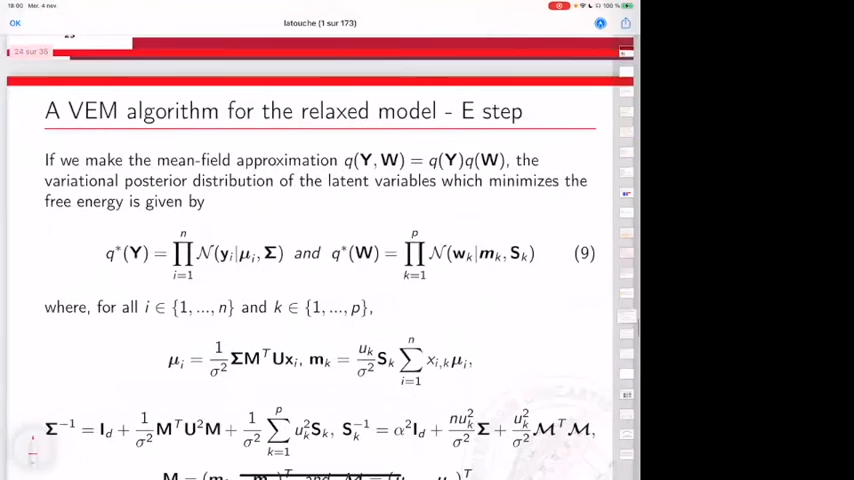 18:00 Mer. 4 nov. 100 %
OK latouche (1 sur 173)
24 sur 35
A VEM algorithm for the relaxed model - E step
If we make the mean-field approximation q(Y, W) = q(Y)q(W), the
variational posterior distribution of the latent variables which minimizes the
free energy is given by
q*(Y) = ∏_{i=1}^{n} N(y_i|μ_i, Σ) and q*(W) = ∏_{k=1}^{p} N(w_k|m_k, S_k) (9)
where, for all i ∈ {1, ..., n} and k ∈ {1, ..., p},
μ_i = 1/σ² ΣM^T Ux_i, m_k = u_k/σ² S_k ∑_{i=1}^{n} x_{i,k}μ_i,
Σ^{-1} = I_d + 1/σ² M^T U² M + 1/σ² ∑_{k=1}^{p} u_k² S_k, S_k^{-1} = α² I_d + nu_k²/σ² Σ + u_k²/σ² ℳ^T ℳ,